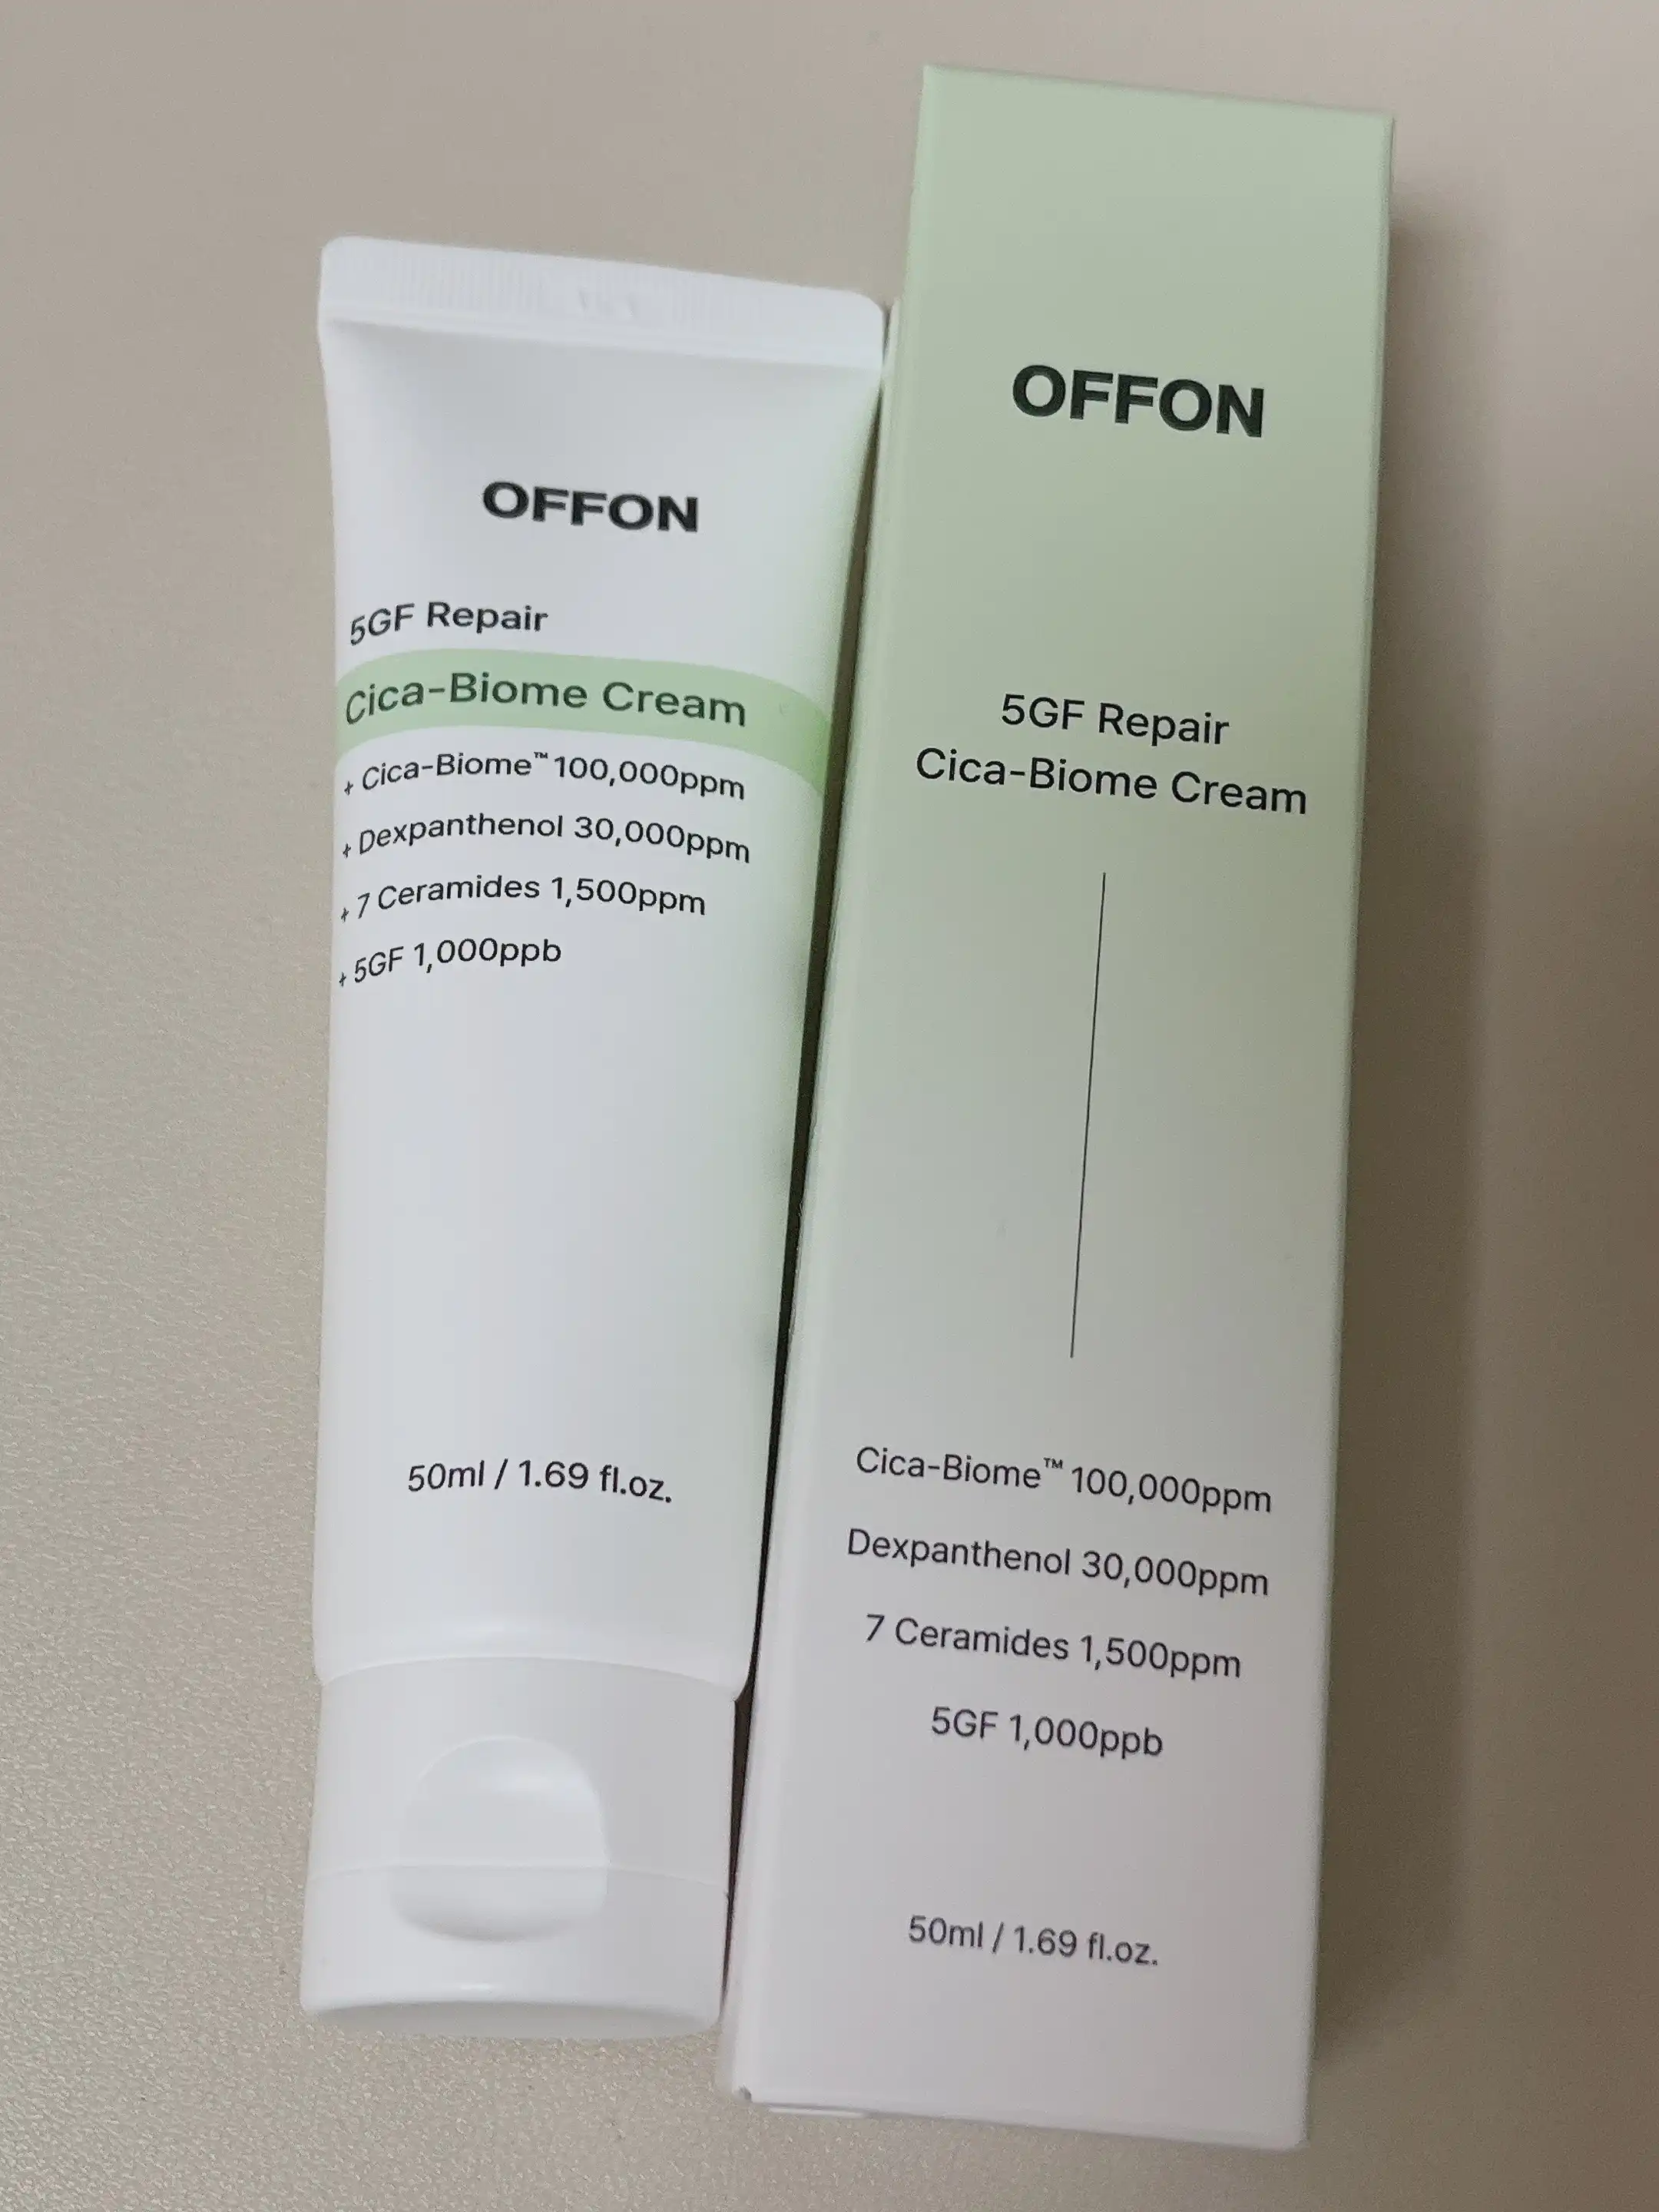 OFFON
5GF Repair
Cica-Biome Cream
+ Cica-Biome™ 100,000ppm
+ Dexpanthenol 30,000ppm
+ 7 Ceramides 1,500ppm
+ 5GF 1,000ppb
50ml / 1.69 fl.oz.
OFFON
5GF Repair
Cica-Biome Cream
Cica-Biome™ 100,000ppm
Dexpanthenol 30,000ppm
7 Ceramides 1,500ppm
5GF 1,000ppb
50ml / 1.69 fl.oz.